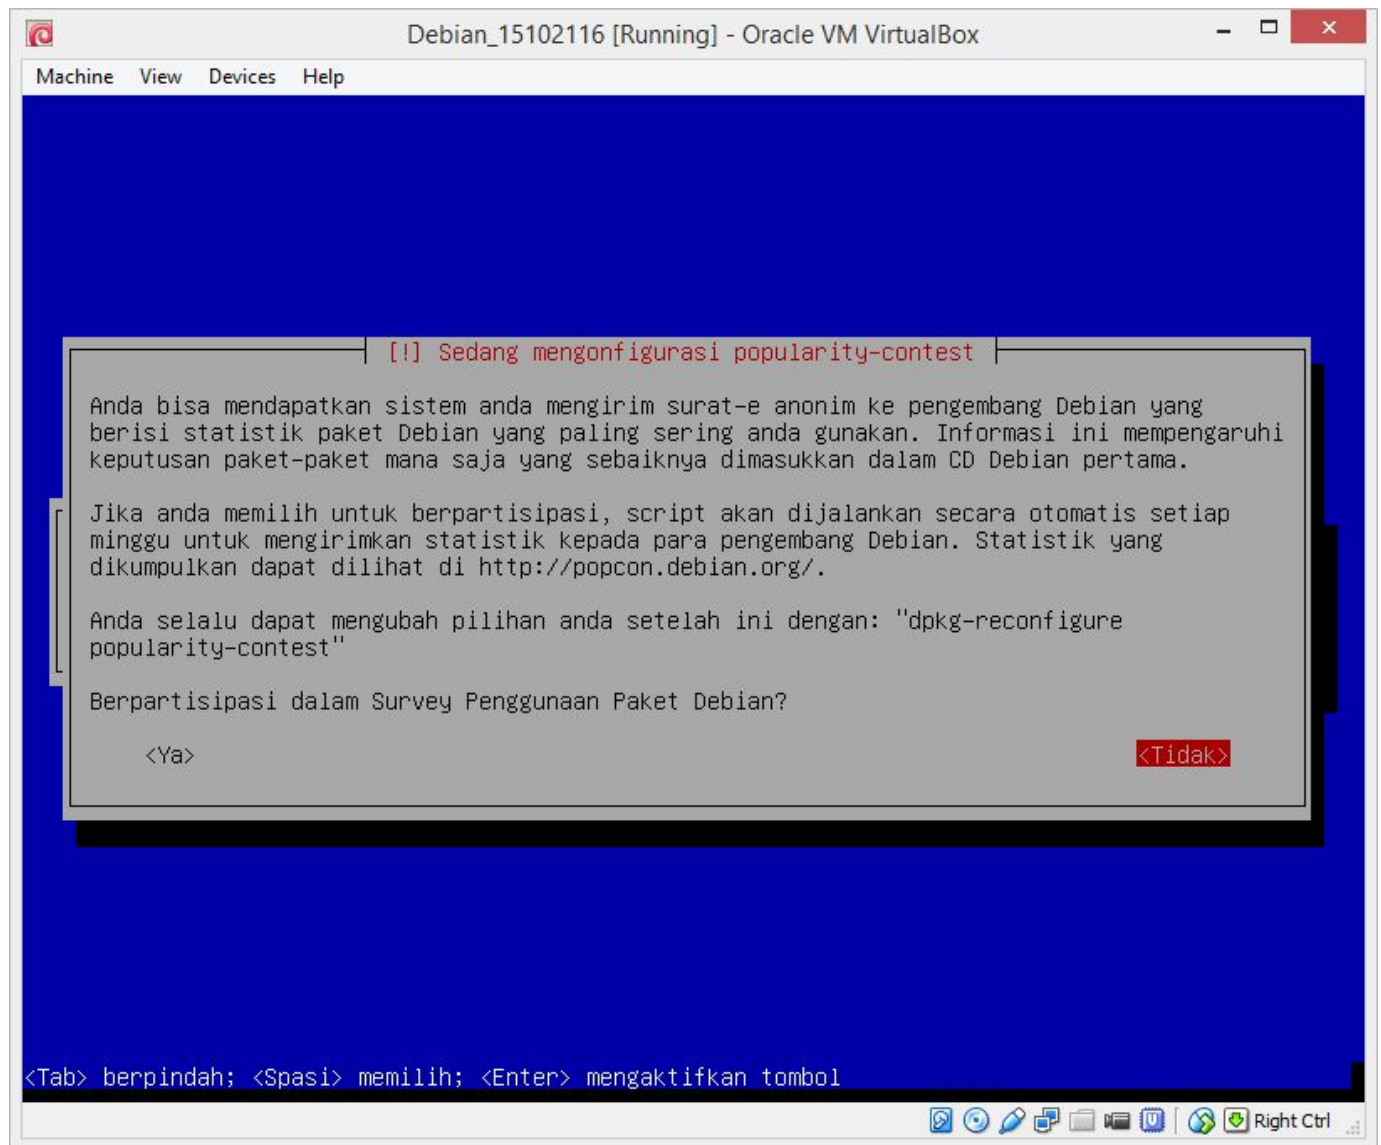 Debian_15102116 [Running] - Oracle VM VirtualBox
Machine View Devices Help
[!] Sedang mengonfigurasi popularity-contest
Anda bisa mendapatkan sistem anda mengirim surat-e anonim ke pengembang Debian yang
berisi statistik paket Debian yang paling sering anda gunakan. Informasi ini mempengaruhi
keputusan paket-paket mana saja yang sebaiknya dimasukkan dalam CD Debian pertama.
Jika anda memilih untuk berpartisipasi, script akan dijalankan secara otomatis setiap
minggu untuk mengirimkan statistik kepada para pengembang Debian. Statistik yang
dikumpulkan dapat dilihat di http://popcon.debian.org/.
Anda selalu dapat mengubah pilihan anda setelah ini dengan: "dpkg-reconfigure
popularity-contest"
Berpartisipasi dalam Survey Penggunaan Paket Debian?
<Ya> <Tidak>
<Tab> berpindah; <Spasi> memilih; <Enter> mengaktifkan tombol
Right Ctrl